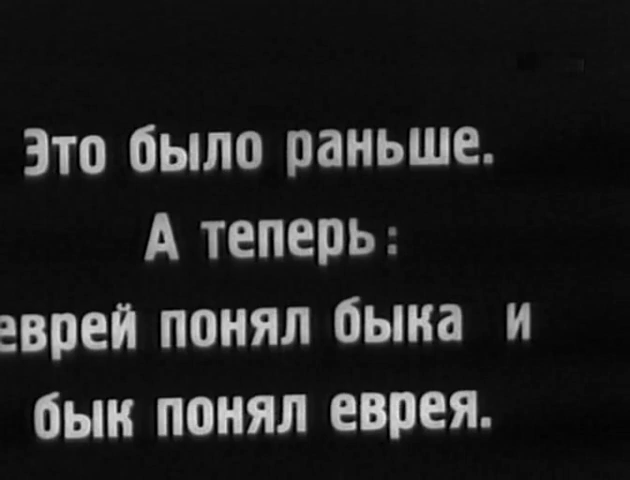 Это было раньше.
А теперь:
еврей понял быка и
бык понял еврея.